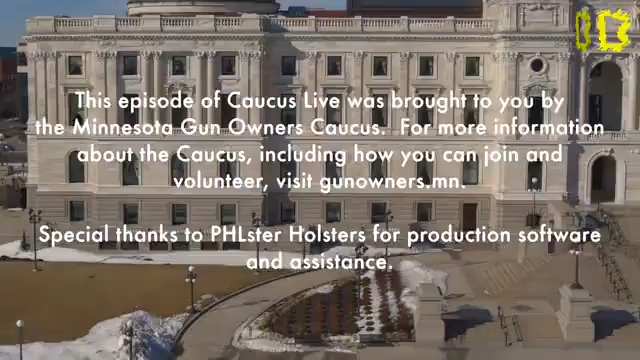 This episode of Caucus Live was brought to you by
the Minnesota Gun Owners Caucus.  For more information
about the Caucus, including how you can join and
volunteer, visit gunowners.mn.
Special thanks to PHLster Holsters for production software
and assistance.